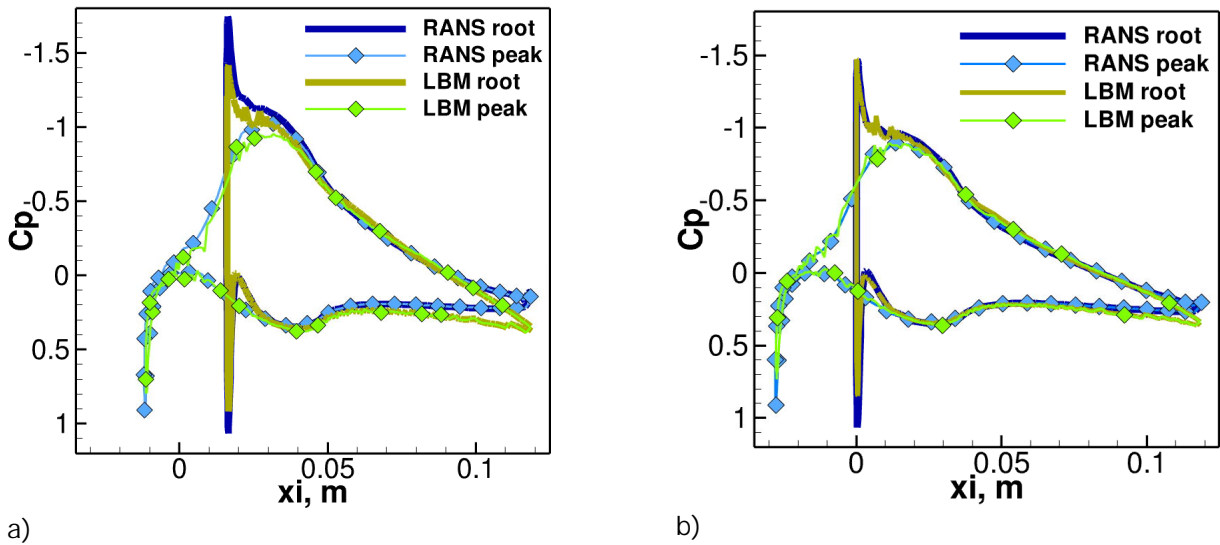 RANS root
RANS peak
LBM root
LBM peak
-1.5
-1
-0.5
0
0.5
1
Cp
0
0.05
0.1
xi, m
a)
RANS root
RANS peak
LBM root
LBM peak
-1.5
-1
-0.5
0
0.5
1
Cp
0
0.05
0.1
xi, m
b)